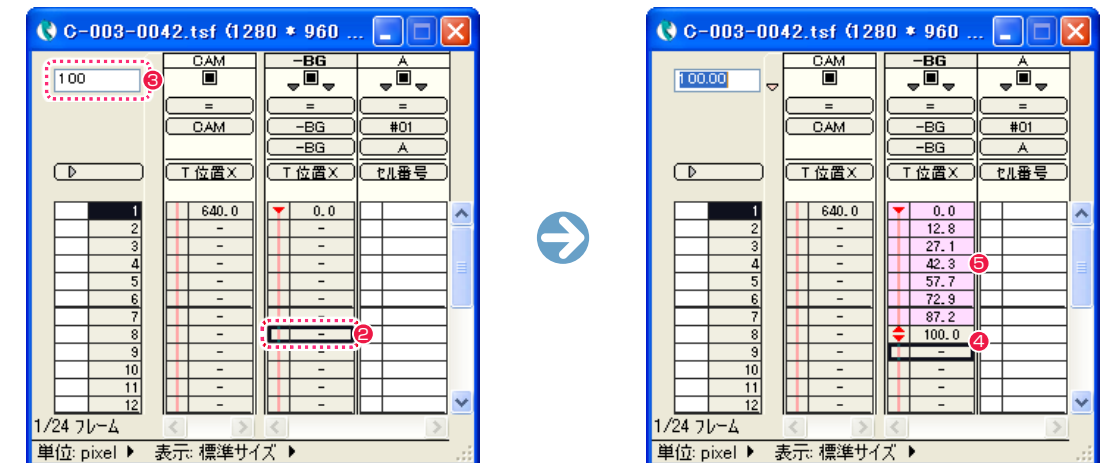 C-003-0042.tsf (1280 * 960 ...
100 ③
CAM -BG A
= = =
CAM -BG #01
-BG A
T 位置X T 位置X セル番号
1 640.0 0.0
2 - -
3 - -
4 - -
5 - -
6 - -
7 - -
8 - - ②
9 - -
10 - -
11 - -
12 - -
1/24 フレーム
単位: pixel 表示: 標準サイズ
C-003-0042.tsf (1280 * 960 ...
100.00
CAM -BG A
= = =
CAM -BG #01
-BG A
T 位置X T 位置X セル番号
1 640.0 0.0
2 - 12.8
3 - 27.1
4 - 42.3 ⑤
5 - 57.7
6 - 72.9
7 - 87.2
8 - 100.0 ④
9 - -
10 - -
11 - -
12 - -
1/24 フレーム
単位: pixel 表示: 標準サイズ